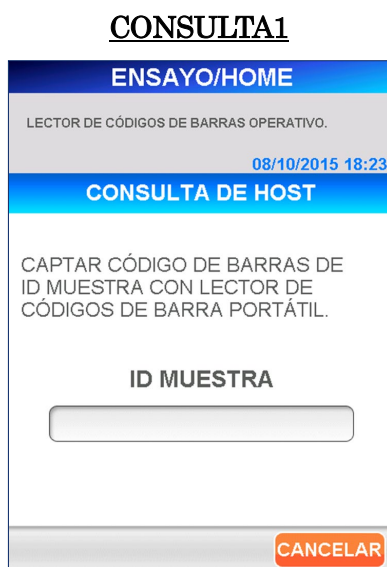 CONSULTA1
ENSAYO/HOME
LECTOR DE CÓDIGOS DE BARRAS OPERATIVO.
08/10/2015 18:23
CONSULTA DE HOST
CAPTAR CÓDIGO DE BARRAS DE
ID MUESTRA CON LECTOR DE
CÓDIGOS DE BARRA PORTÁTIL.
ID MUESTRA
CANCELAR